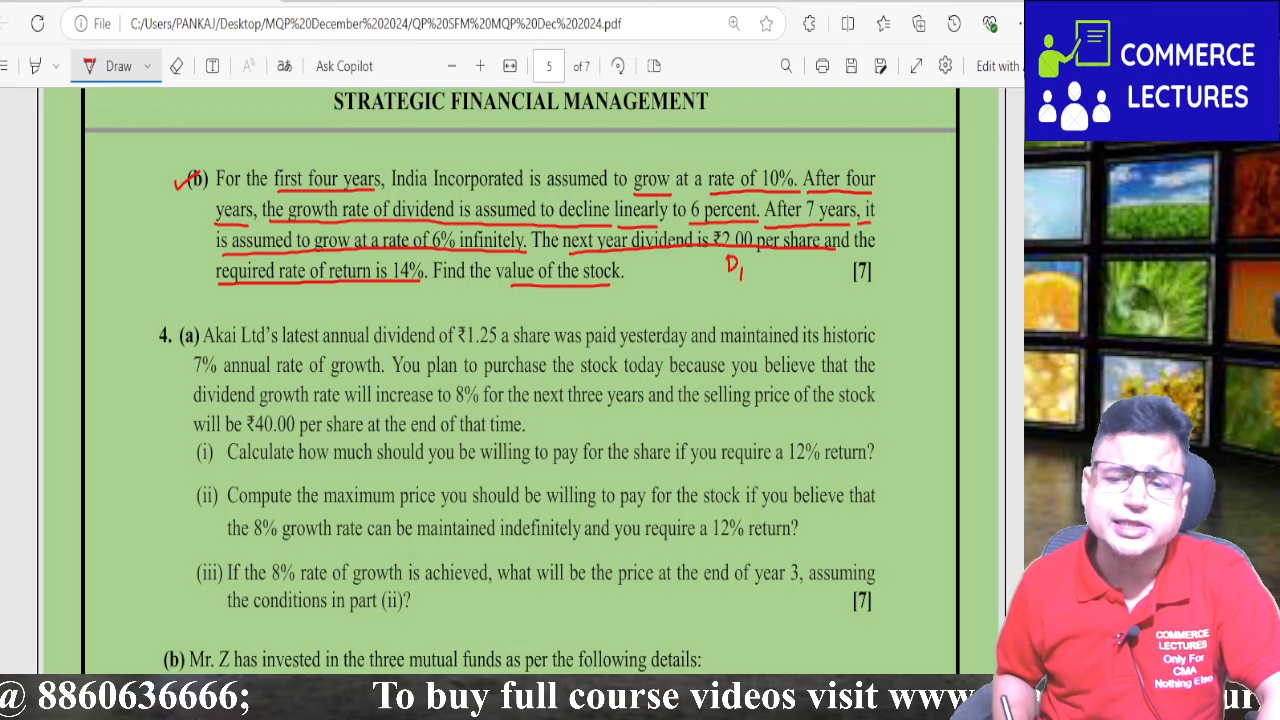 File C:/Users/PANKAJ/Desktop/MQP%20December%202024/QP%20SFM%20MQP%20Dec%202024.pdf
COMMERCE
LECTURES
Draw
Ask Copilot
5 of 7
Edit with
STRATEGIC FINANCIAL MANAGEMENT
(b) For the first four years, India Incorporated is assumed to grow at a rate of 10%. After four
years, the growth rate of dividend is assumed to decline linearly to 6 percent. After 7 years, it
is assumed to grow at a rate of 6% infinitely. The next year dividend is ₹2.00 per share and the
required rate of return is 14%. Find the value of the stock. [7]
D1
4. (a) Akai Ltd's latest annual dividend of ₹1.25 a share was paid yesterday and maintained its historic
7% annual rate of growth. You plan to purchase the stock today because you believe that the
dividend growth rate will increase to 8% for the next three years and the selling price of the stock
will be ₹40.00 per share at the end of that time.
(i) Calculate how much should you be willing to pay for the share if you require a 12% return?
(ii) Compute the maximum price you should be willing to pay for the stock if you believe that
the 8% growth rate can be maintained indefinitely and you require a 12% return?
(iii) If the 8% rate of growth is achieved, what will be the price at the end of year 3, assuming
the conditions in part (ii)? [7]
(b) Mr. Z has invested in the three mutual funds as per the following details:
COMMERCE
LECTURES
Only For
CMA
Nothing Else
@ 8860636666; To buy full course videos visit www.